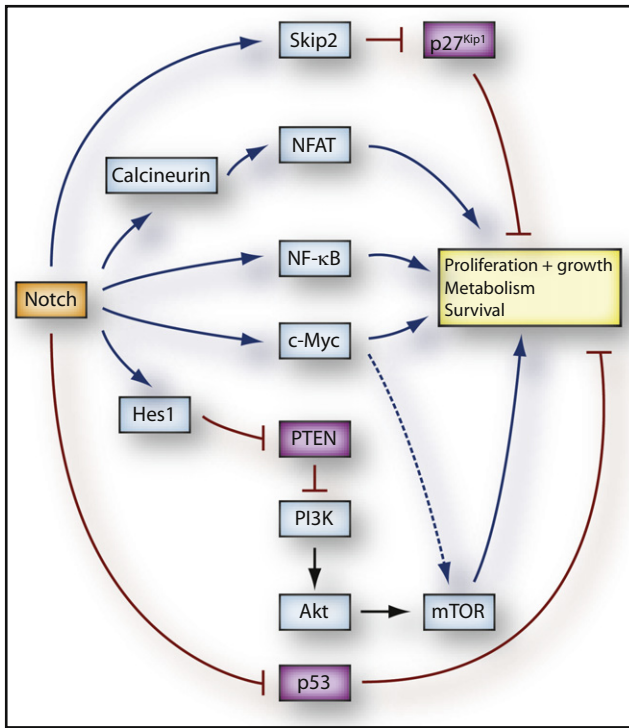 Skip2
p27Kip1
NFAT
Calcineurin
NF-κB
Proliferation + growth
Metabolism
Survival
Notch
c-Myc
Hes1
PTEN
PI3K
Akt
mTOR
p53